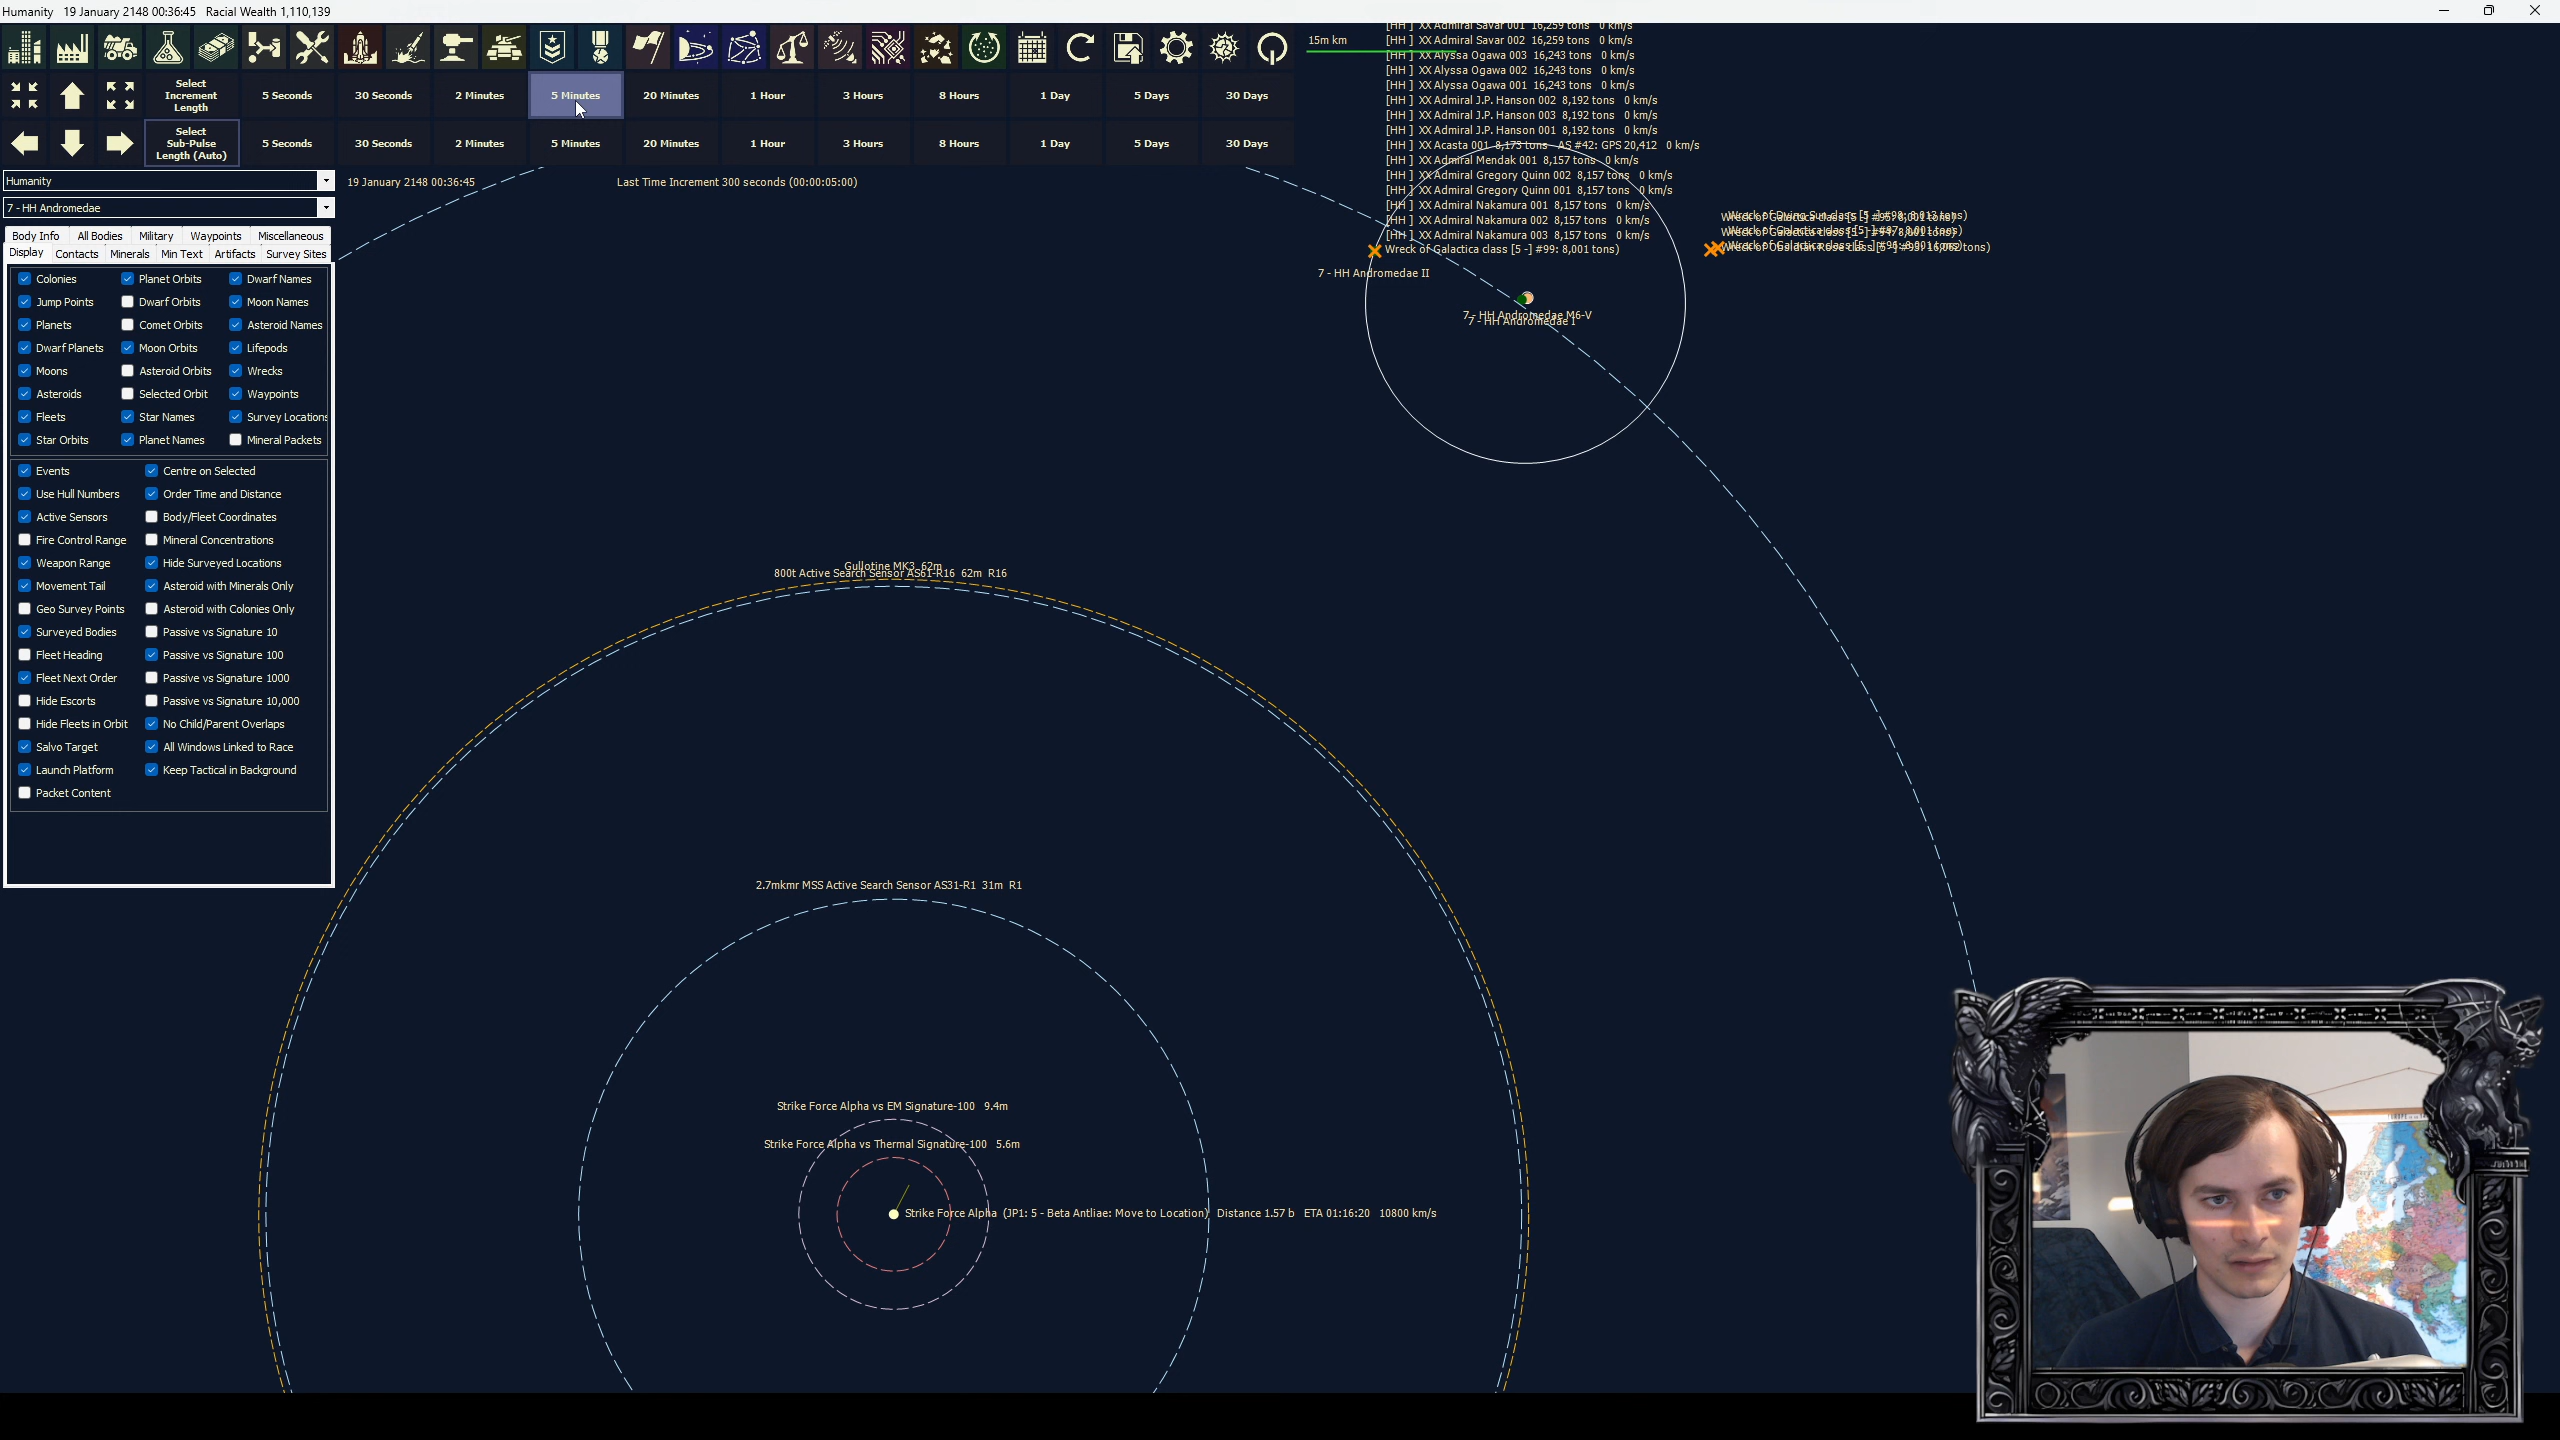 Humanity   19 January 2148 00:36:45   Racial Wealth 1,110,139
15m km
Select Increment Length
5 Seconds
30 Seconds
2 Minutes
5 Minutes
20 Minutes
1 Hour
3 Hours
8 Hours
1 Day
5 Days
30 Days
Select Sub-Pulse Length (Auto)
5 Seconds
30 Seconds
2 Minutes
5 Minutes
20 Minutes
1 Hour
3 Hours
8 Hours
1 Day
5 Days
30 Days
Humanity
19 January 2148 00:36:45
Last Time Increment 300 seconds (00:00:05:00)
7 - HH Andromedae
Body Info
All Bodies
Military
Waypoints
Miscellaneous
Display
Contacts
Minerals
Min Text
Artifacts
Survey Sites
Colonies
Planet Orbits
Dwarf Names
Jump Points
Dwarf Orbits
Moon Names
Planets
Comet Orbits
Asteroid Names
Dwarf Planets
Moon Orbits
Lifepods
Moons
Asteroid Orbits
Wrecks
Asteroids
Selected Orbit
Waypoints
Fleets
Star Names
Survey Locations
Star Orbits
Planet Names
Mineral Packets
Events
Centre on Selected
Use Hull Numbers
Order Time and Distance
Active Sensors
Body/Fleet Coordinates
Fire Control Range
Mineral Concentrations
Weapon Range
Hide Surveyed Locations
Movement Tail
Asteroid with Minerals Only
Geo Survey Points
Asteroid with Colonies Only
Surveyed Bodies
Passive vs Signature 10
Fleet Heading
Passive vs Signature 100
Fleet Next Order
Passive vs Signature 1000
Hide Escorts
Passive vs Signature 10,000
Hide Fleets in Orbit
No Child/Parent Overlaps
Salvo Target
All Windows Linked to Race
Launch Platform
Keep Tactical in Background
Packet Content
[HH ]  XX Admiral Savar 001  16,259 tons   0 km/s
[HH ]  XX Admiral Savar 002  16,259 tons   0 km/s
[HH ]  XX Alyssa Ogawa 003  16,243 tons   0 km/s
[HH ]  XX Alyssa Ogawa 002  16,243 tons   0 km/s
[HH ]  XX Alyssa Ogawa 001  16,243 tons   0 km/s
[HH ]  XX Admiral J.P. Hanson 002  8,192 tons   0 km/s
[HH ]  XX Admiral J.P. Hanson 003  8,192 tons   0 km/s
[HH ]  XX Admiral J.P. Hanson 001  8,192 tons   0 km/s
[HH ]  XX Acasta 001  8,173 tons   AS #42: GPS 20,412   0 km/s
[HH ]  XX Admiral Mendak 001  8,157 tons   0 km/s
[HH ]  XX Admiral Gregory Quinn 002  8,157 tons   0 km/s
[HH ]  XX Admiral Gregory Quinn 001  8,157 tons   0 km/s
[HH ]  XX Admiral Nakamura 001  8,157 tons   0 km/s
[HH ]  XX Admiral Nakamura 002  8,157 tons   0 km/s
[HH ]  XX Admiral Nakamura 003  8,157 tons   0 km/s
Wreck of Galactica class [5 -] #99: 8,001 tons)
7 - HH Andromedae II
7 - HH Andromedae M6-V
7 - HH Andromedae I
Gullotine MK3  62m
800t Active Search Sensor AS61-R16  62m  R16
2.7mkmr MSS Active Search Sensor AS31-R1  31m  R1
Strike Force Alpha vs EM Signature-100   9.4m
Strike Force Alpha vs Thermal Signature-100   5.6m
Strike Force Alpha  (JP1: 5 - Beta Antliae: Move to Location)   Distance 1.57 b   ETA 01:16:20   10800 km/s